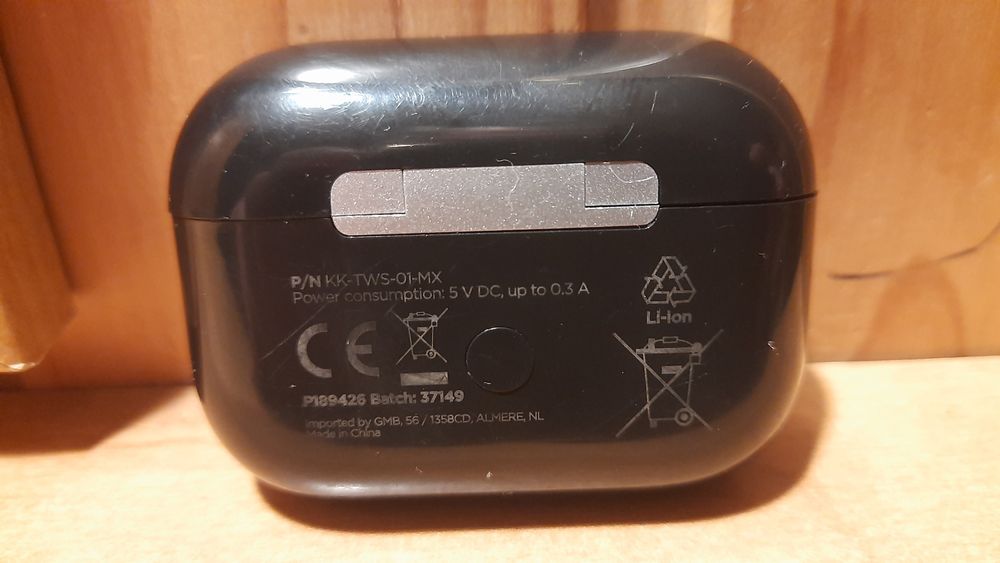 P/N KK-TWS-01-MX
Power consumption: 5 V DC, up to 0.3 A
CE
Li-Ion
P189426 Batch: 37149
Imported by GMB, 56 / 1358CD, ALMERE, NL
Made in China